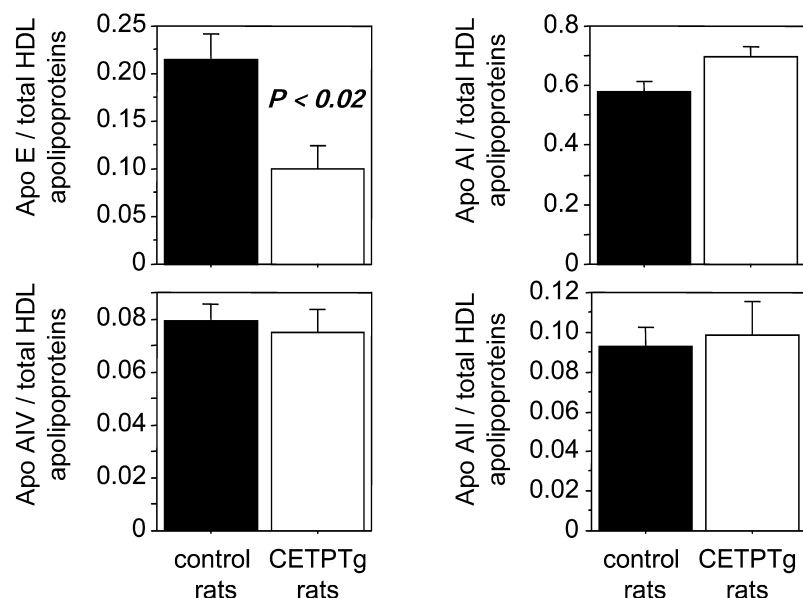 Apo E / total HDL
apolipoproteins
0.25
0.20
0.15
0.10
0.05
0
P < 0.02
Apo AI / total HDL
apolipoproteins
0.8
0.6
0.4
0.2
0
Apo AIV / total HDL
apolipoproteins
0.08
0.06
0.04
0.02
0
control
rats
CETPTg
rats
Apo AII / total HDL
apolipoproteins
0.12
0.10
0.08
0.06
0.04
0.02
0
control
rats
CETPTg
rats